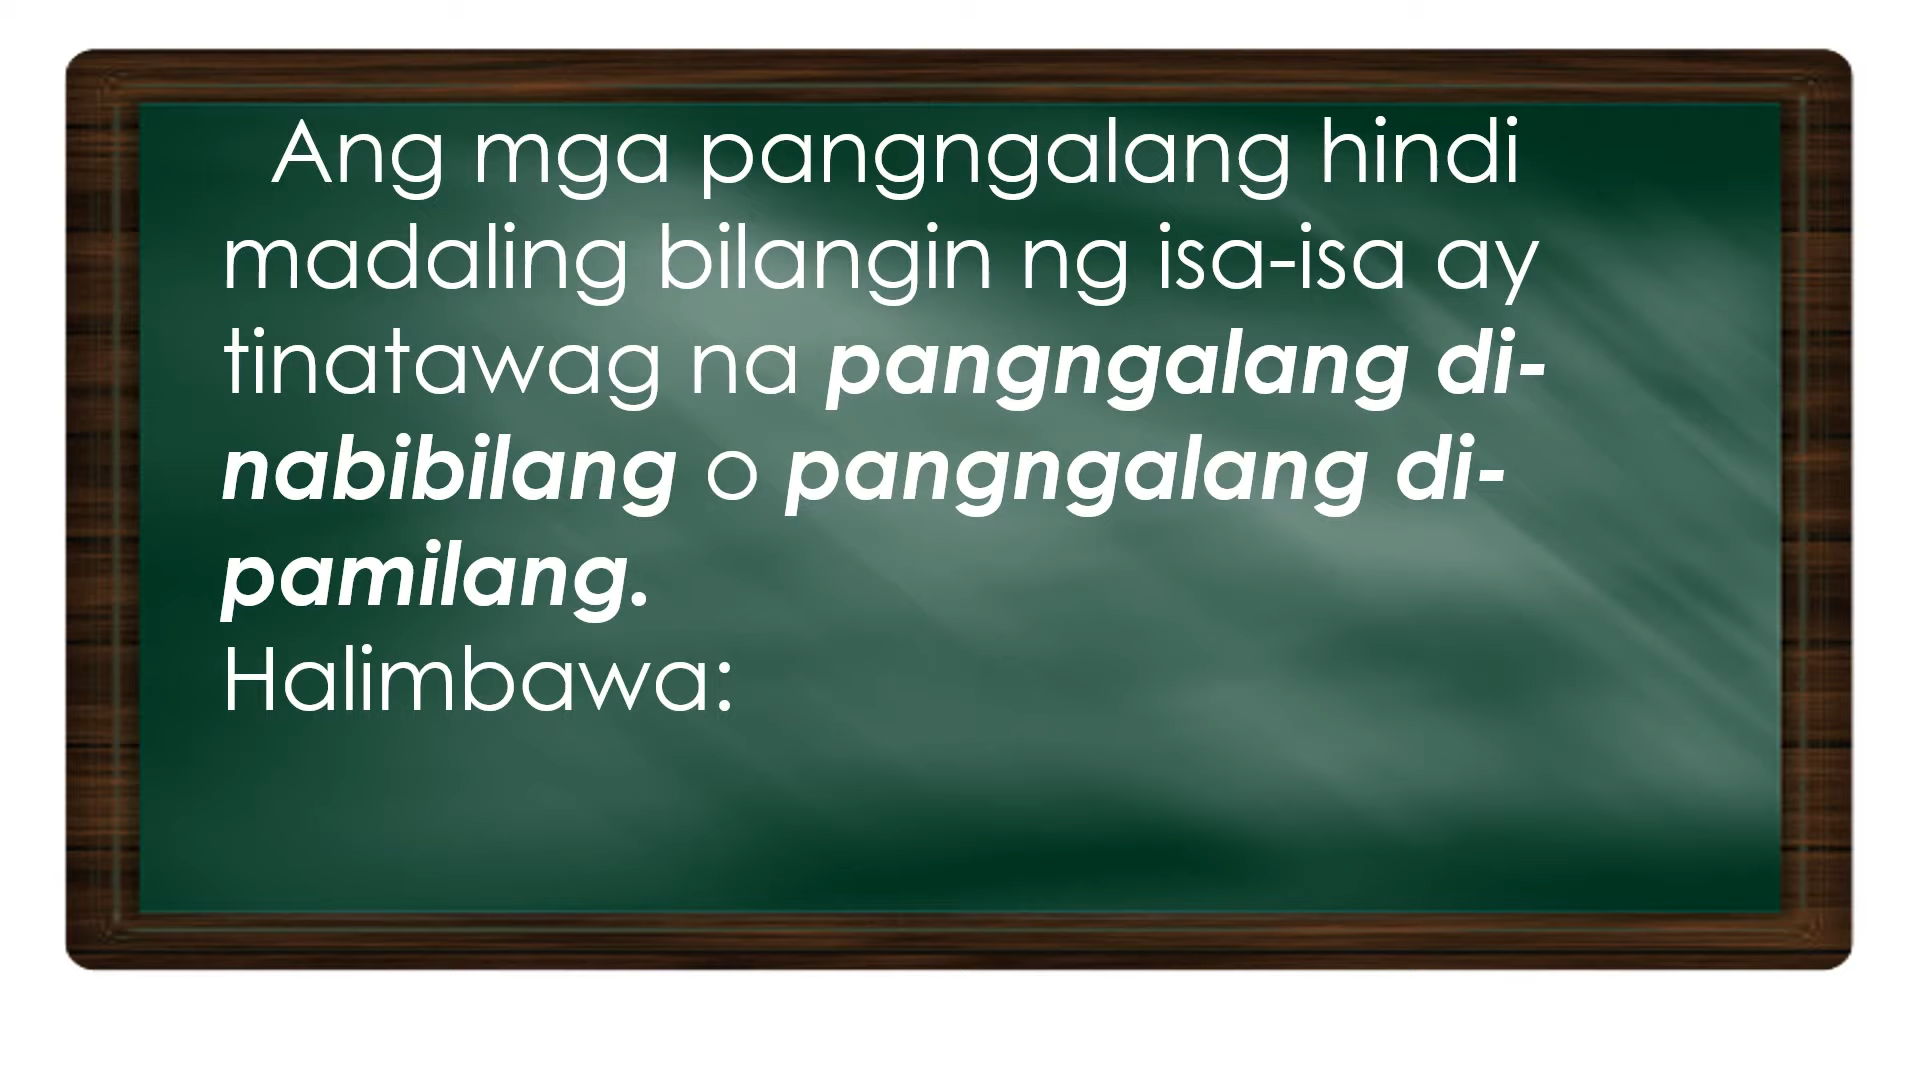 Ang mga pangngalang hindi
madaling bilangin ng isa-isa ay
tinatawag na pangngalang di-
nabibilang o pangngalang di-
pamilang.
Halimbawa: